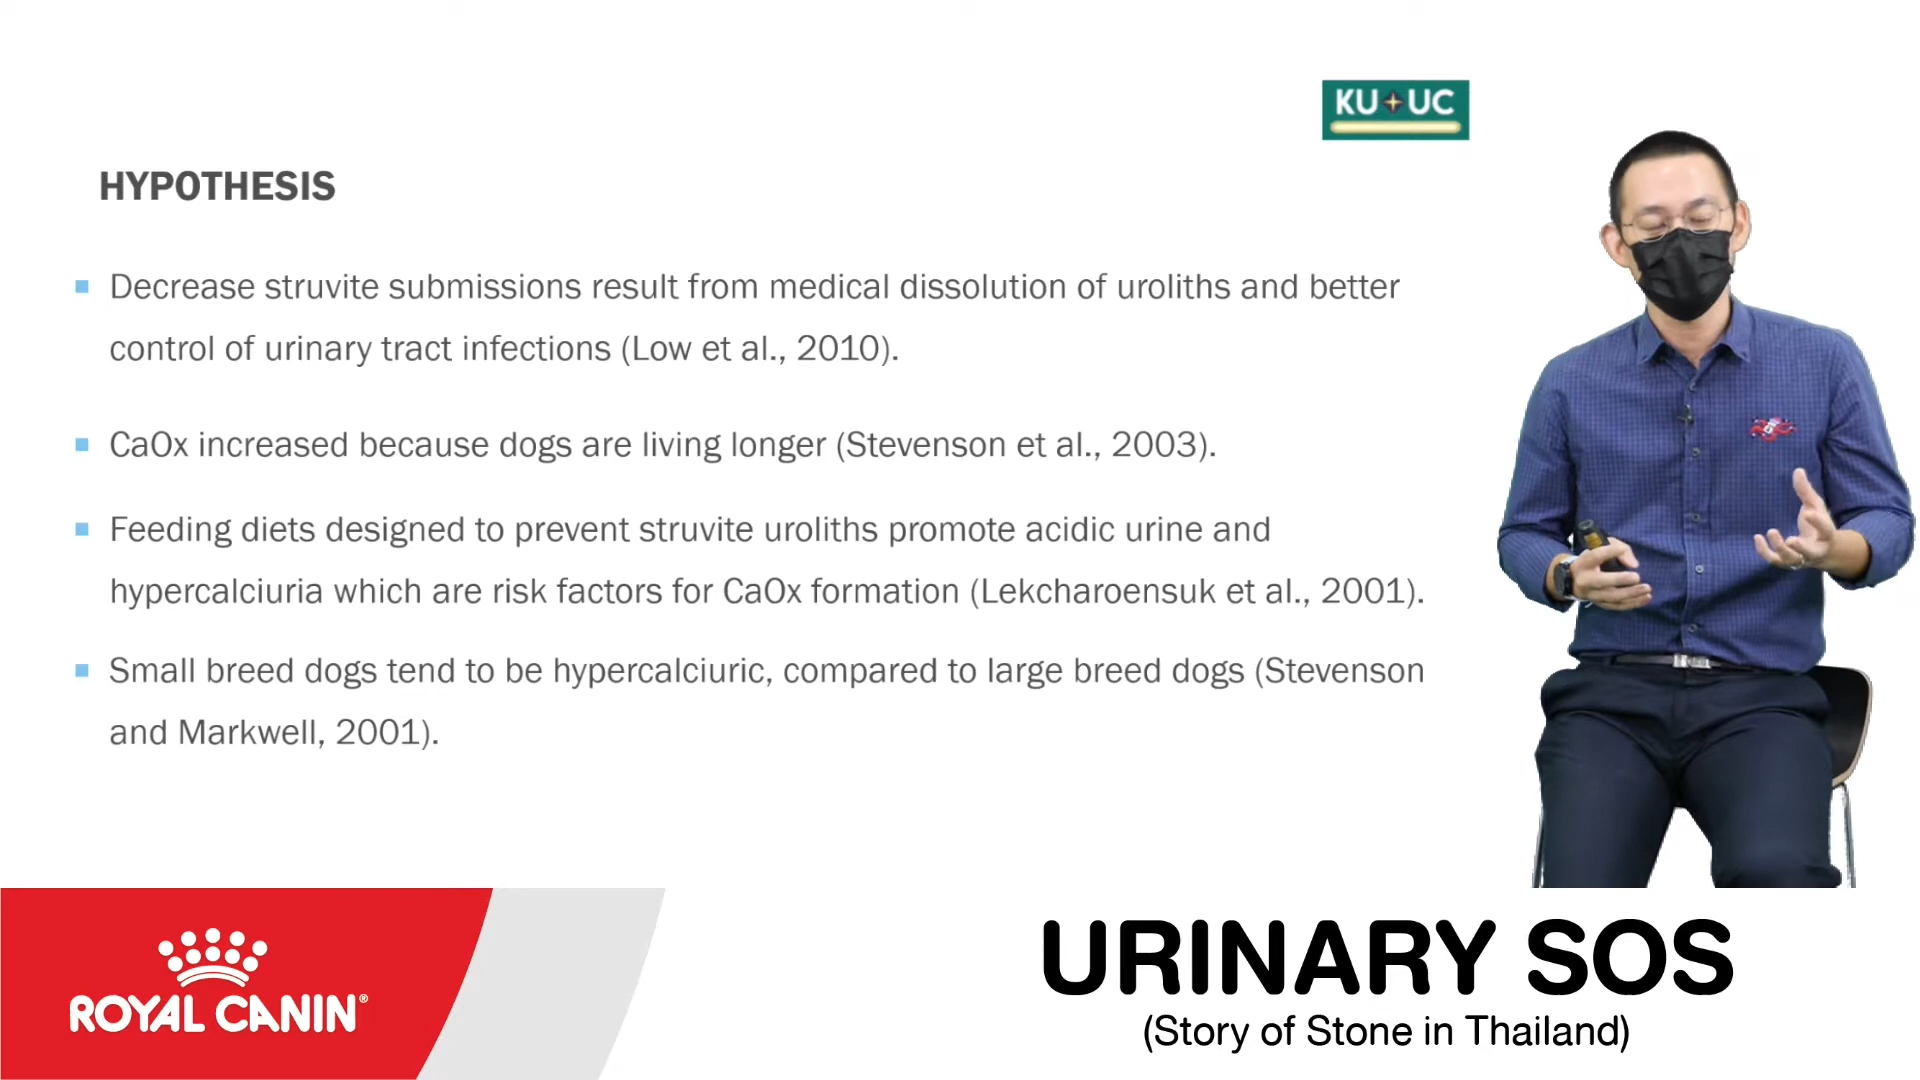 KU UC
HYPOTHESIS
Decrease struvite submissions result from medical dissolution of uroliths and better
control of urinary tract infections (Low et al., 2010).
CaOx increased because dogs are living longer (Stevenson et al., 2003).
Feeding diets designed to prevent struvite uroliths promote acidic urine and
hypercalciuria which are risk factors for CaOx formation (Lekcharoensuk et al., 2001).
Small breed dogs tend to be hypercalciuric, compared to large breed dogs (Stevenson
and Markwell, 2001).
ROYAL CANIN®
URINARY SOS
(Story of Stone in Thailand)